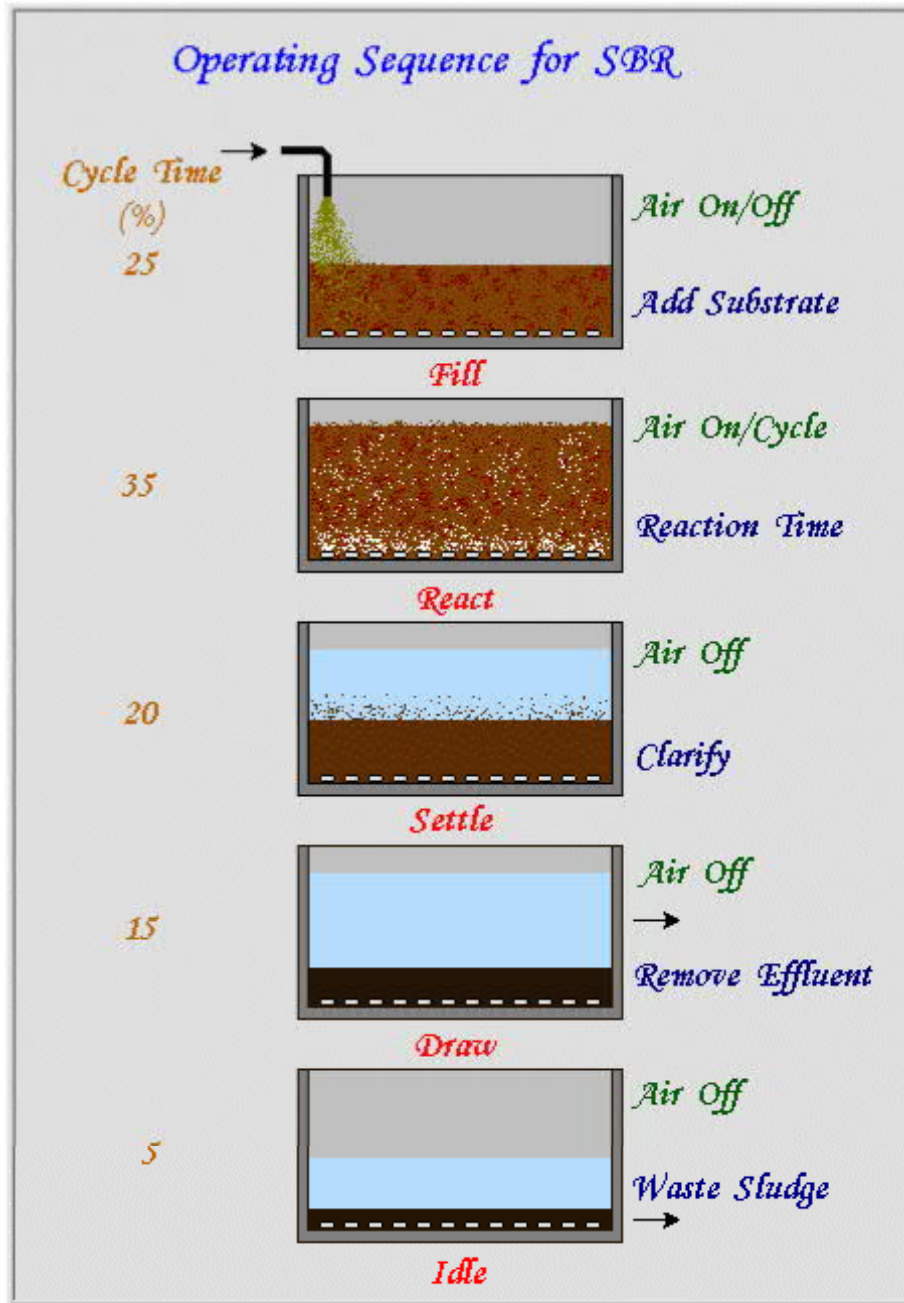 Operating Sequence for SBR
Cycle Time
(%)
25
Air On/Off
Add Substrate
Fill
35
Air On/Cycle
Reaction Time
React
20
Air Off
Clarify
Settle
15
Air Off
Remove Effluent
Draw
5
Air Off
Waste Sludge
Idle